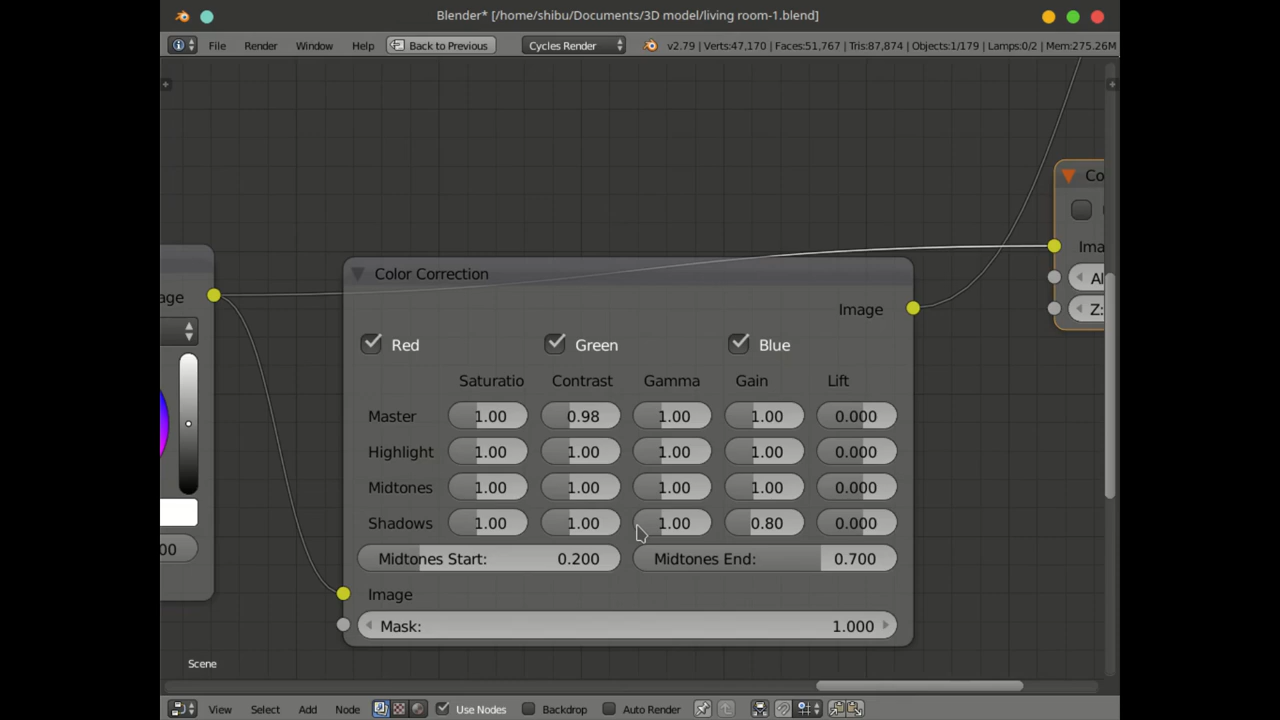 Blender* [/home/shibu/Documents/3D model/living room-1.blend]
File Render Window Help Back to Previous Cycles Render v2.79 | Verts:47,170 | Faces:51,767 | Tris:87,874 | Objects:1/179 | Lamps:0/2 | Mem:275.26M
Co
Ima
Al
Z:
age
00
Color Correction
Image
Red Green Blue
Saturatio Contrast Gamma Gain Lift
Master 1.00 0.98 1.00 1.00 0.000
Highlight 1.00 1.00 1.00 1.00 0.000
Midtones 1.00 1.00 1.00 1.00 0.000
Shadows 1.00 1.00 1.00 0.80 0.000
Midtones Start: 0.200 Midtones End: 0.700
Image
Mask: 1.000
Scene
View Select Add Node Use Nodes Backdrop Auto Render